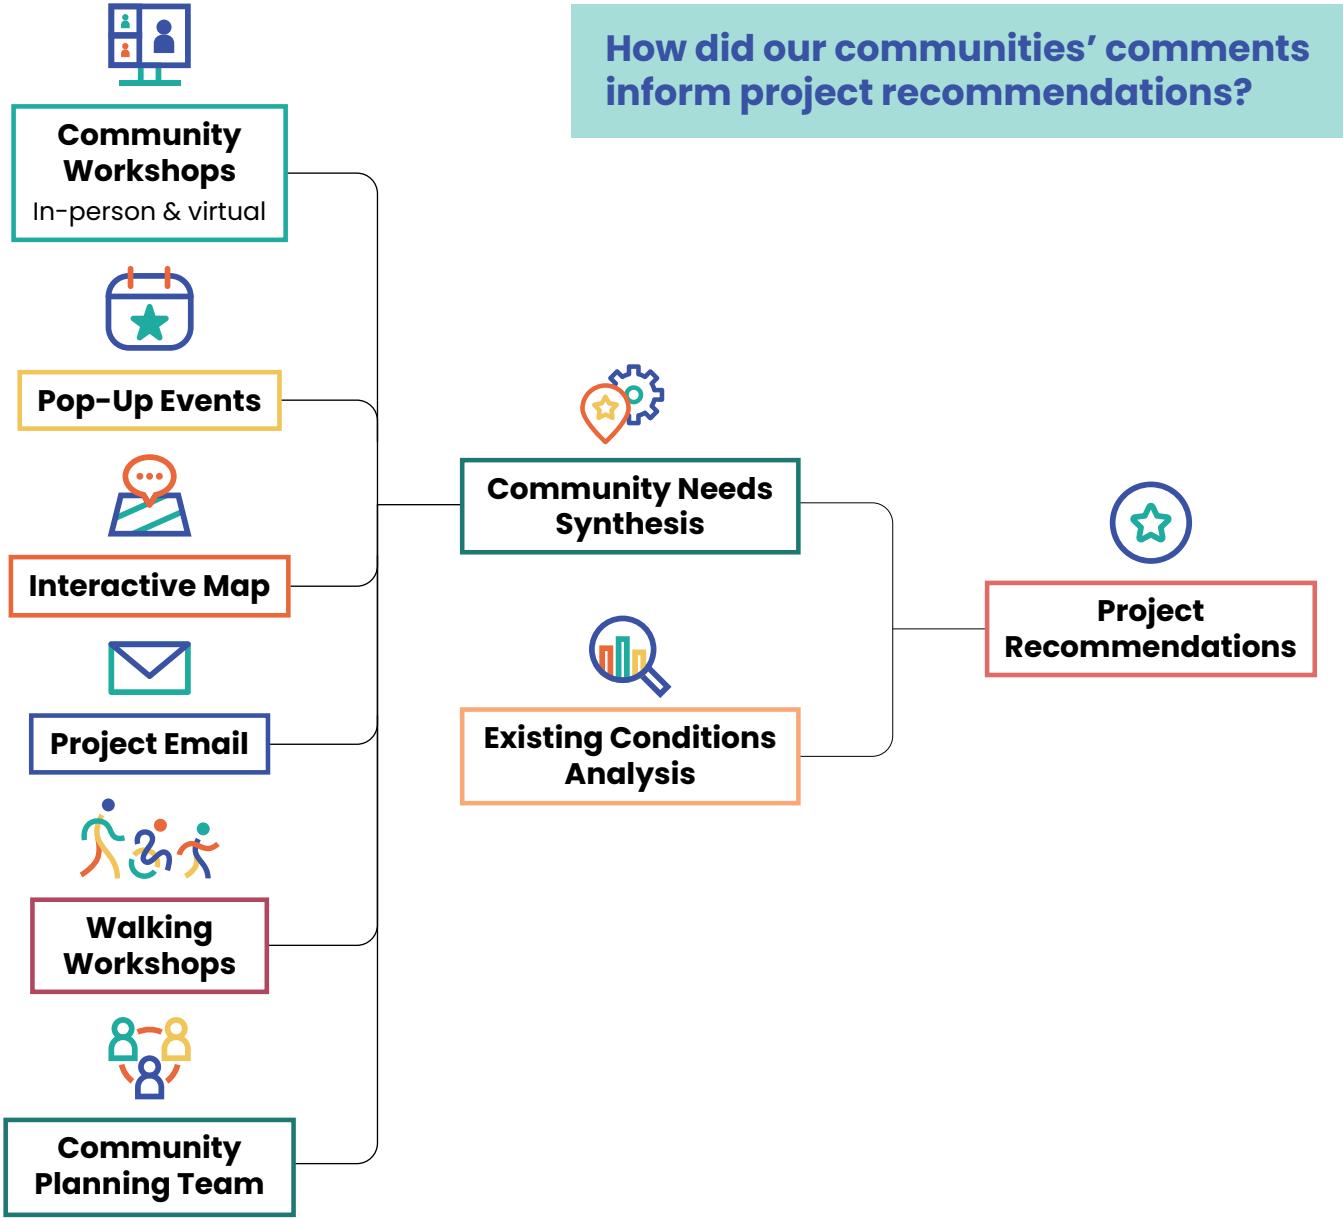 How did our communities’ comments
inform project recommendations?
Community
Workshops
In-person & virtual
Pop-Up Events
Interactive Map
Project Email
Walking
Workshops
Community
Planning Team
Community Needs
Synthesis
Existing Conditions
Analysis
Project
Recommendations